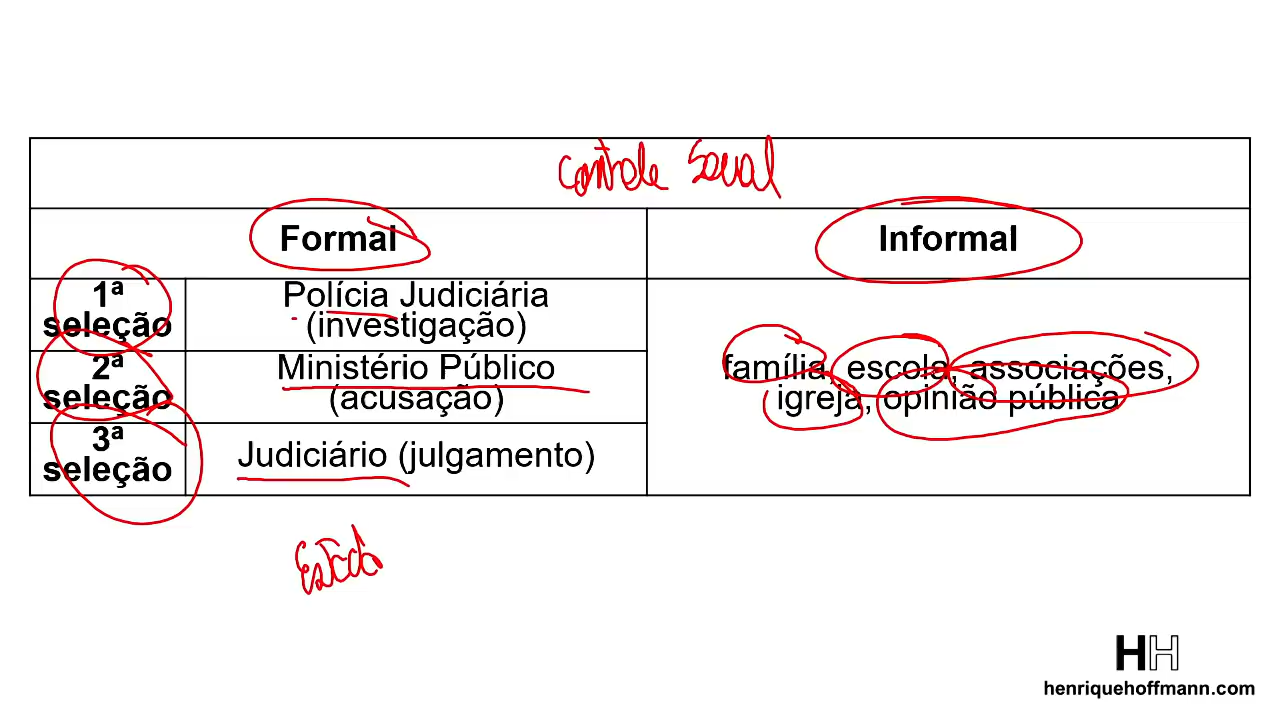 Controle Social
Formal
Informal
1ª
seleção
Polícia Judiciária
(investigação)
2ª
seleção
Ministério Público
(acusação)
3ª
seleção
Judiciário (julgamento)
família, escola, associações,
igreja, opinião pública
Estado
HH
henriquehoffmann.com